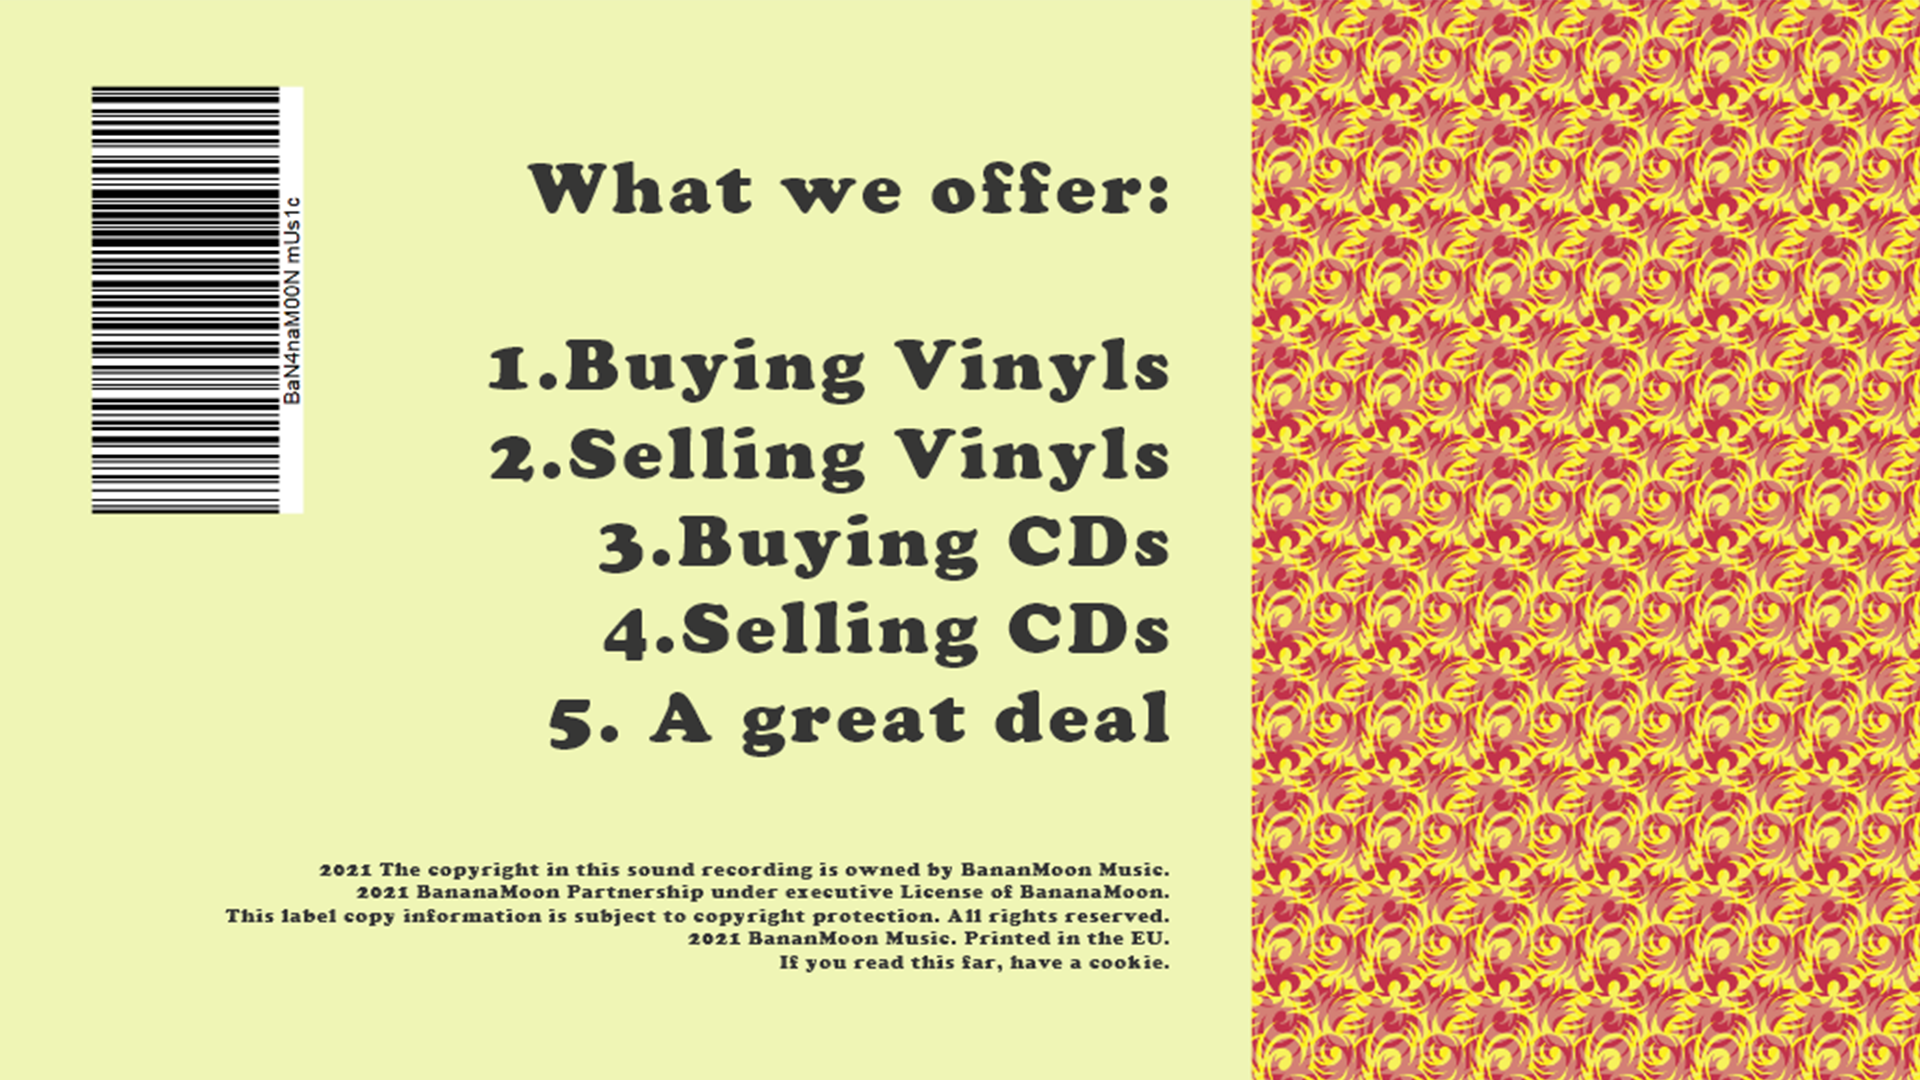 BaN4naM00N mUs1c
What we offer:
1.Buying Vinyls
2.Selling Vinyls
3.Buying CDs
4.Selling CDs
5. A great deal
2021 The copyright in this sound recording is owned by BananMoon Music.
2021 BananaMoon Partnership under executive License of BananaMoon.
This label copy information is subject to copyright protection. All rights reserved.
2021 BananMoon Music. Printed in the EU.
If you read this far, have a cookie.